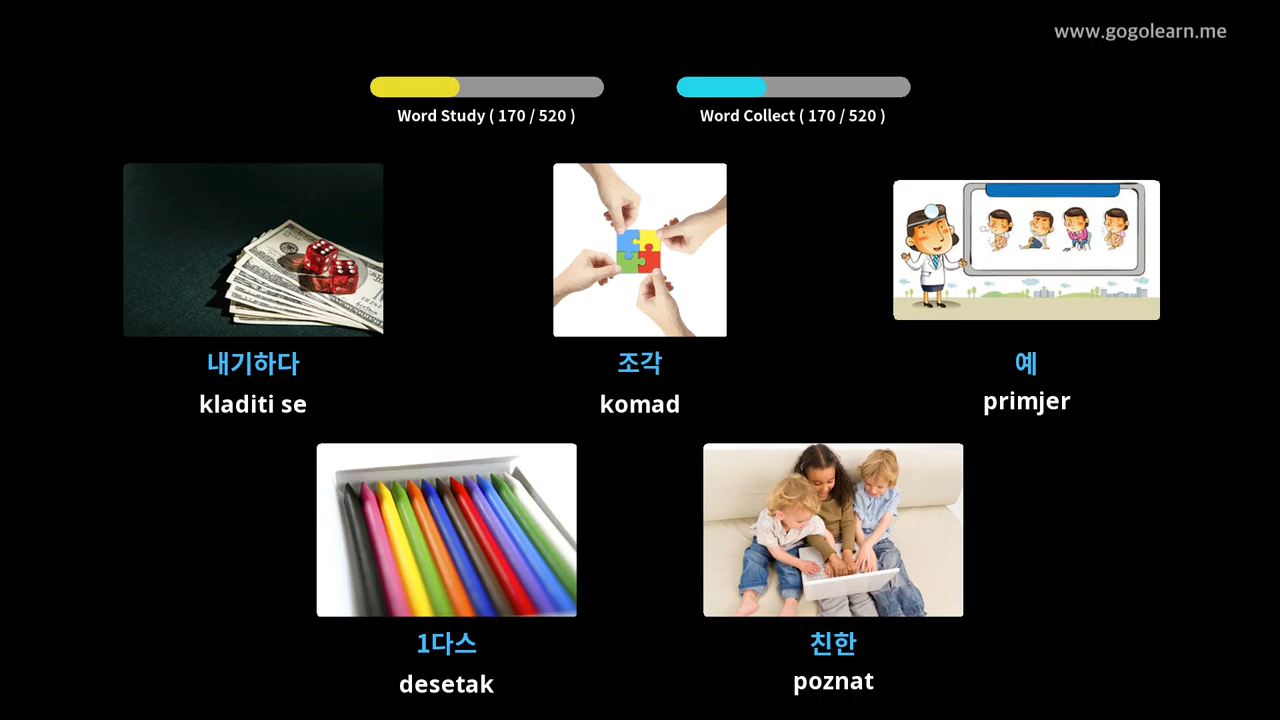 www.gogolearn.me
Word Study ( 170 / 520 )
Word Collect ( 170 / 520 )
내기하다
kladiti se
조각
komad
예
primjer
1다스
desetak
친한
poznat